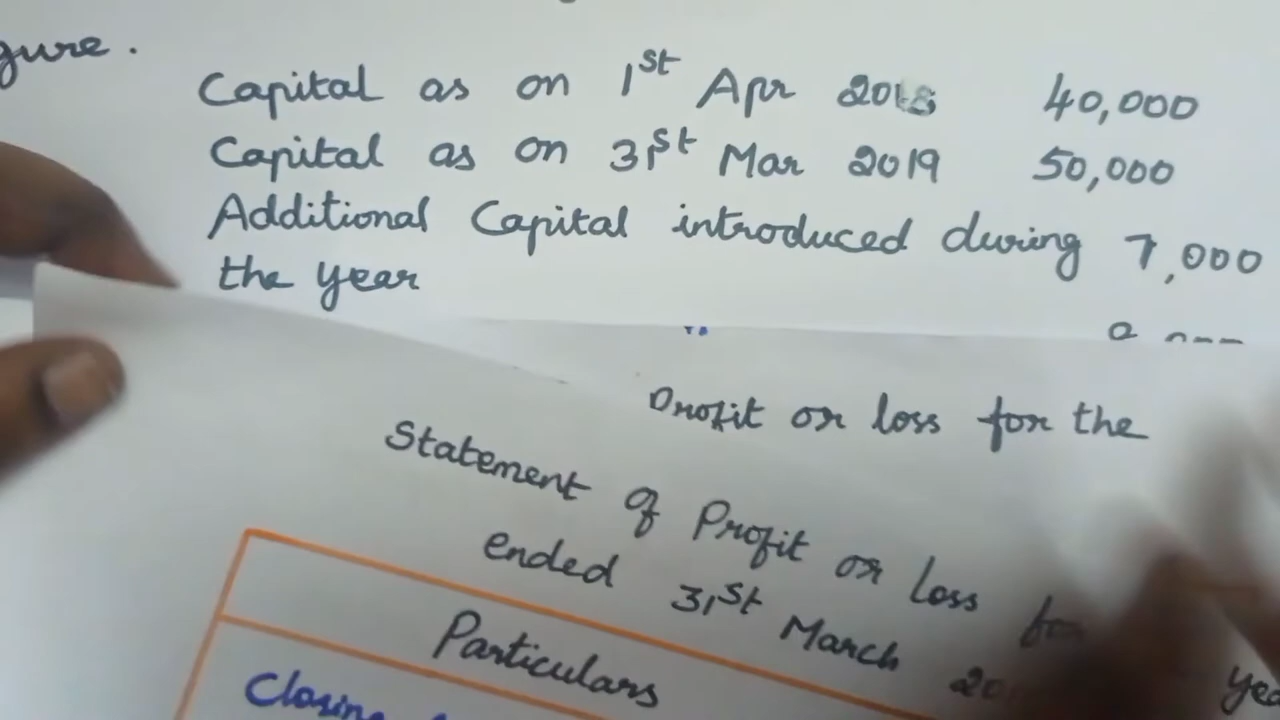 gure.
Capital as on 1st Apr 2018 40,000
Capital as on 31st Mar 2019 50,000
Additional Capital introduced during 7,000
the year
Profit or loss for the
Statement of Profit or loss for
ended 31st March
Particulars
Closing